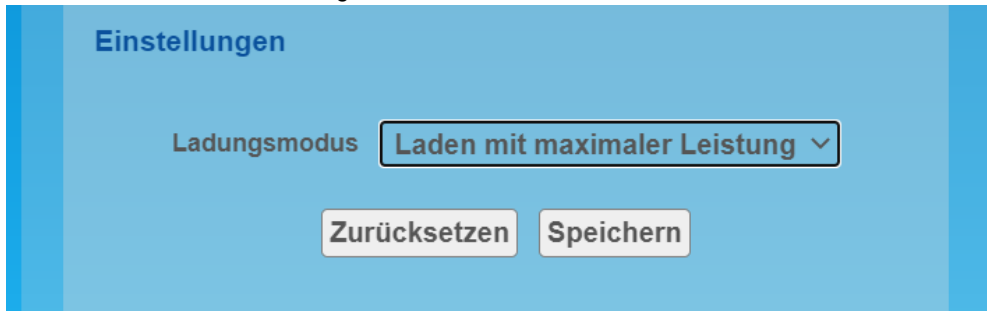 Einstellungen
Ladungsmodus Laden mit maximaler Leistung
Zurücksetzen Speichern